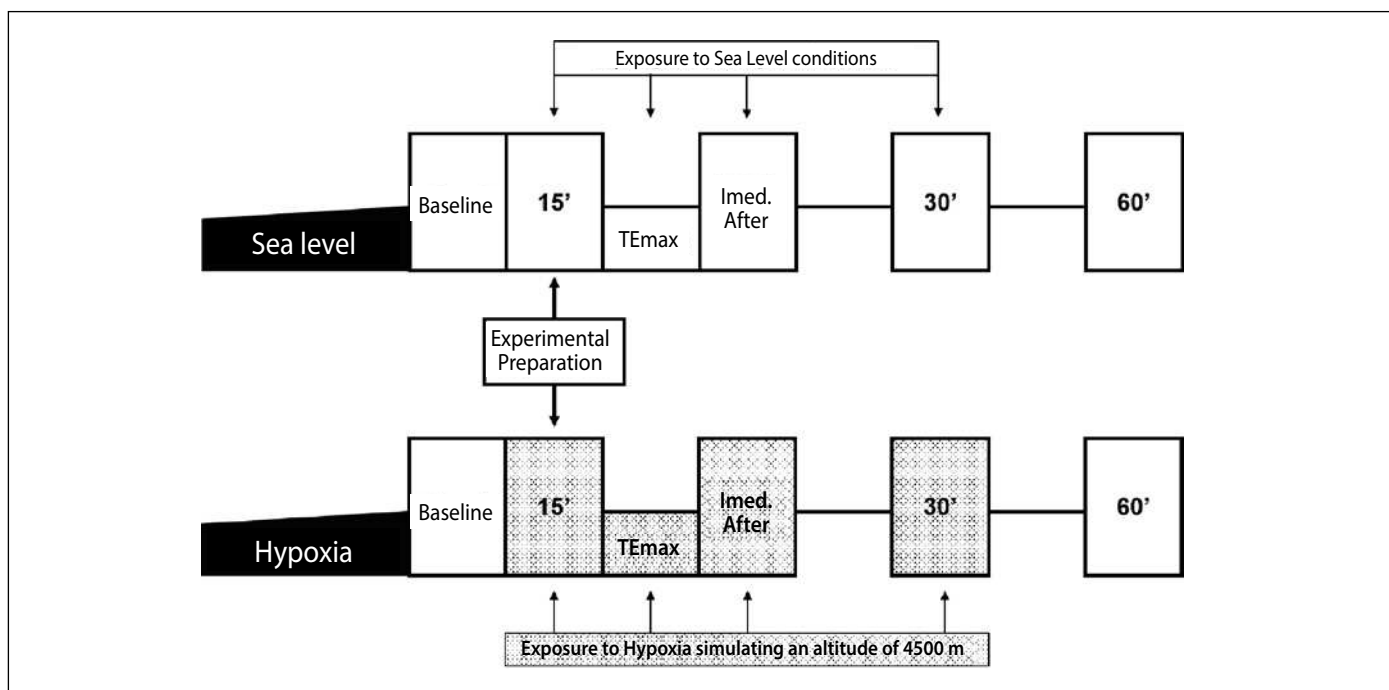 Exposure to Sea Level conditions
Baseline
15’
TEmax
Imed.
After
30’
60’
Sea level
Experimental
Preparation
Baseline
15’
TEmax
Imed.
After
30’
60’
Hypoxia
Exposure to Hypoxia simulating an altitude of 4500 m